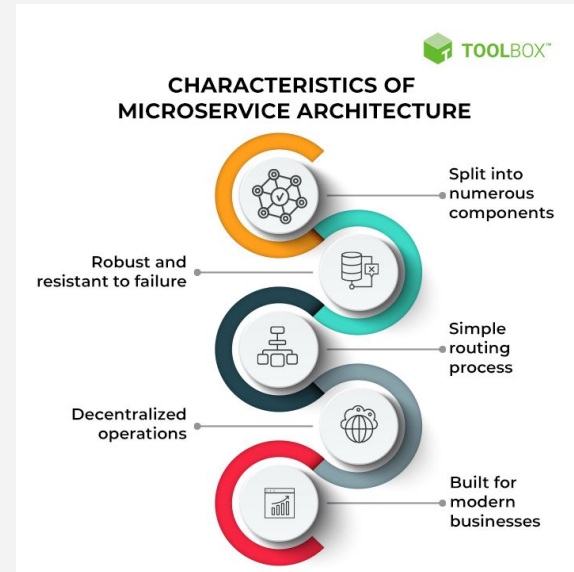 TOOLBOX™
CHARACTERISTICS OF
MICROSERVICE ARCHITECTURE
Split into
numerous
components
Robust and
resistant to failure
Simple
routing
process
Decentralized
operations
Built for
modern
businesses